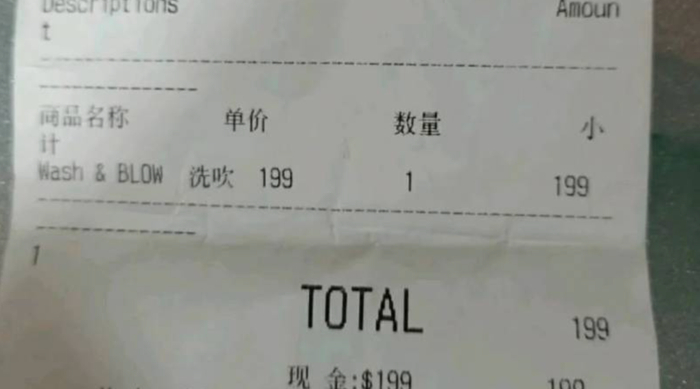 Descriptions Amoun
t
商品名称 单价 数量 小
计
Wash & BLOW 洗吹 199 1 199
1
TOTAL 199
现 金:$199 199